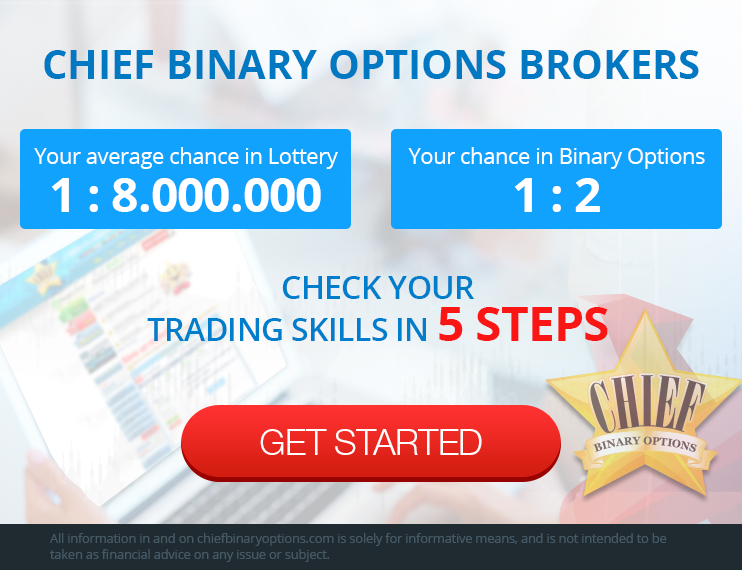 CHIEF BINARY OPTIONS BROKERS
Your average chance in Lottery
1 : 8.000.000
Your chance in Binary Options
1 : 2
CHECK YOUR
TRADING SKILLS IN 5 STEPS
CHIEF
BINARY OPTIONS
GET STARTED
All information in and on chiefbinaryoptions.com is solely for informative means, and is not intended to be
taken as financial advice on any issue or subject.